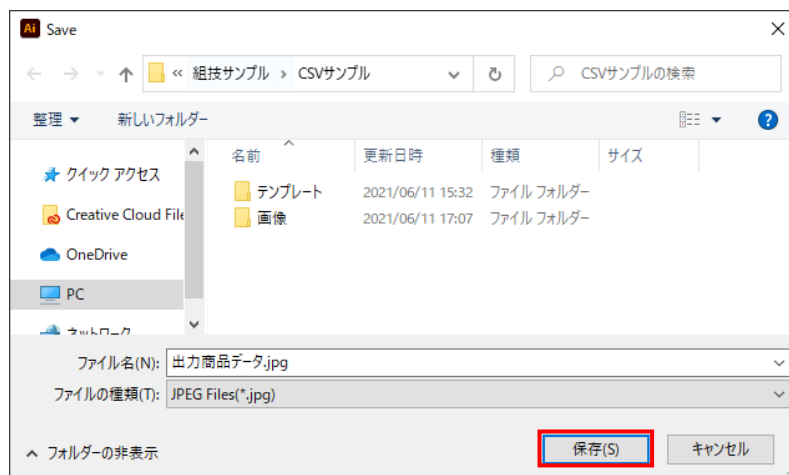 Ai Save
« 組技サンプル › CSVサンプル CSVサンプルの検索
整理 新しいフォルダー
名前 更新日時 種類 サイズ
クイック アクセス
テンプレート 2021/06/11 15:32 ファイル フォルダー
Creative Cloud File
画像 2021/06/11 17:07 ファイル フォルダー
OneDrive
PC
ネットワーク
ファイル名(N): 出力商品データ.jpg
ファイルの種類(T): JPEG Files(*.jpg)
フォルダーの非表示 保存(S) キャンセル